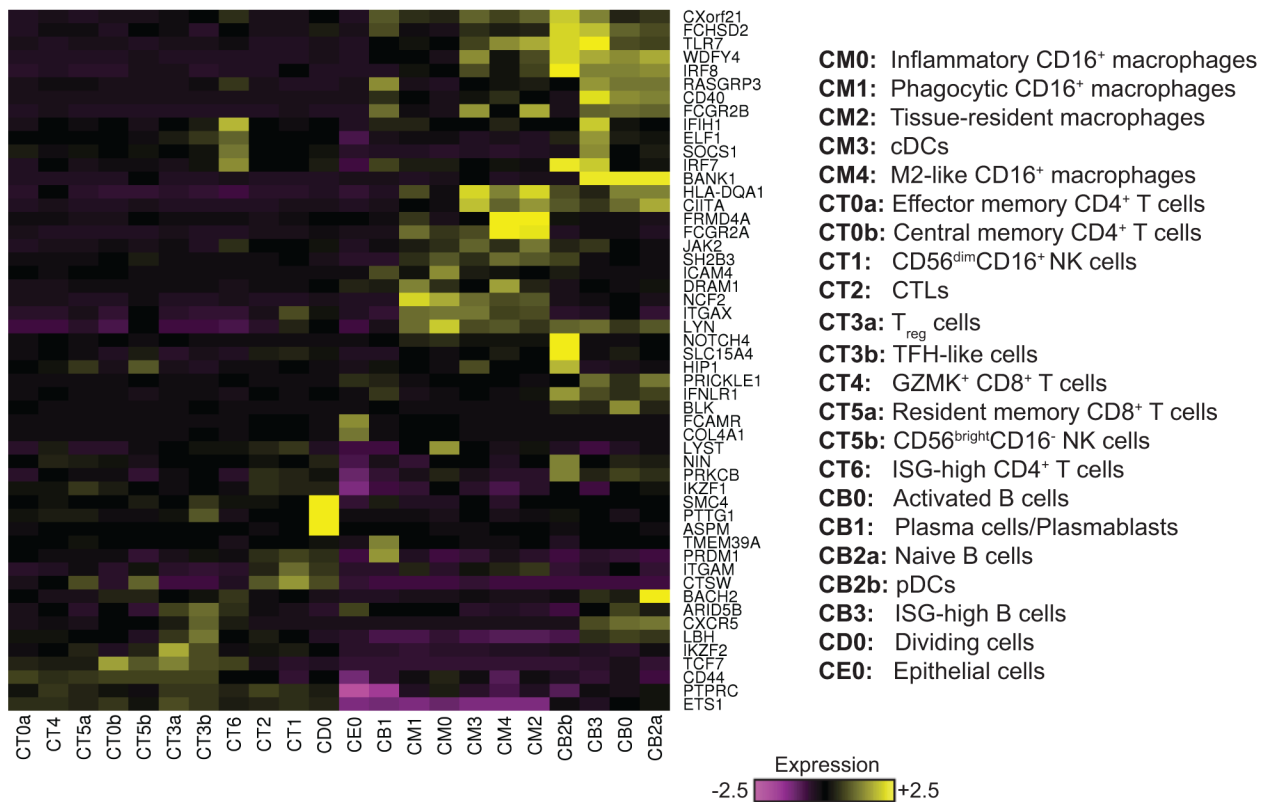 CXorf21
FCHSD2
TLR7
WDFY4
IRF8
RASGRP3
CD40
FCGR2B
IFIH1
ELF1
SOCS1
IRF7
BANK1
HLA-DQA1
CIITA
FRMD4A
FCGR2A
JAK2
SH2B3
ICAM4
DRAM1
NCF2
ITGAX
LYN
NOTCH4
SLC15A4
HIP1
PRICKLE1
IFNLR1
BLK
FCAMR
COL4A1
LYST
NIN
PRKCB
IKZF1
SMC4
PTTG1
ASPM
TMEM39A
PRDM1
ITGAM
CTSW
BACH2
ARID5B
CXCR5
LBH
IKZF2
TCF7
CD44
PTPRC
ETS1
CT0a CT4 CT5a CT0b CT5b CT3a CT3b CT6 CT2 CT1 CD0 CE0 CB1 CM1 CM0 CM3 CM4 CM2 CB2b CB3 CB0 CB2a
CM0: Inflammatory CD16⁺ macrophages
CM1: Phagocytic CD16⁺ macrophages
CM2: Tissue-resident macrophages
CM3: cDCs
CM4: M2-like CD16⁺ macrophages
CT0a: Effector memory CD4⁺ T cells
CT0b: Central memory CD4⁺ T cells
CT1: CD56ᵈⁱᵐCD16⁺ NK cells
CT2: CTLs
CT3a: Treg cells
CT3b: TFH-like cells
CT4: GZMK⁺ CD8⁺ T cells
CT5a: Resident memory CD8⁺ T cells
CT5b: CD56ᵇʳⁱᵍʰᵗCD16⁻ NK cells
CT6: ISG-high CD4⁺ T cells
CB0: Activated B cells
CB1: Plasma cells/Plasmablasts
CB2a: Naive B cells
CB2b: pDCs
CB3: ISG-high B cells
CD0: Dividing cells
CE0: Epithelial cells
Expression
-2.5 +2.5